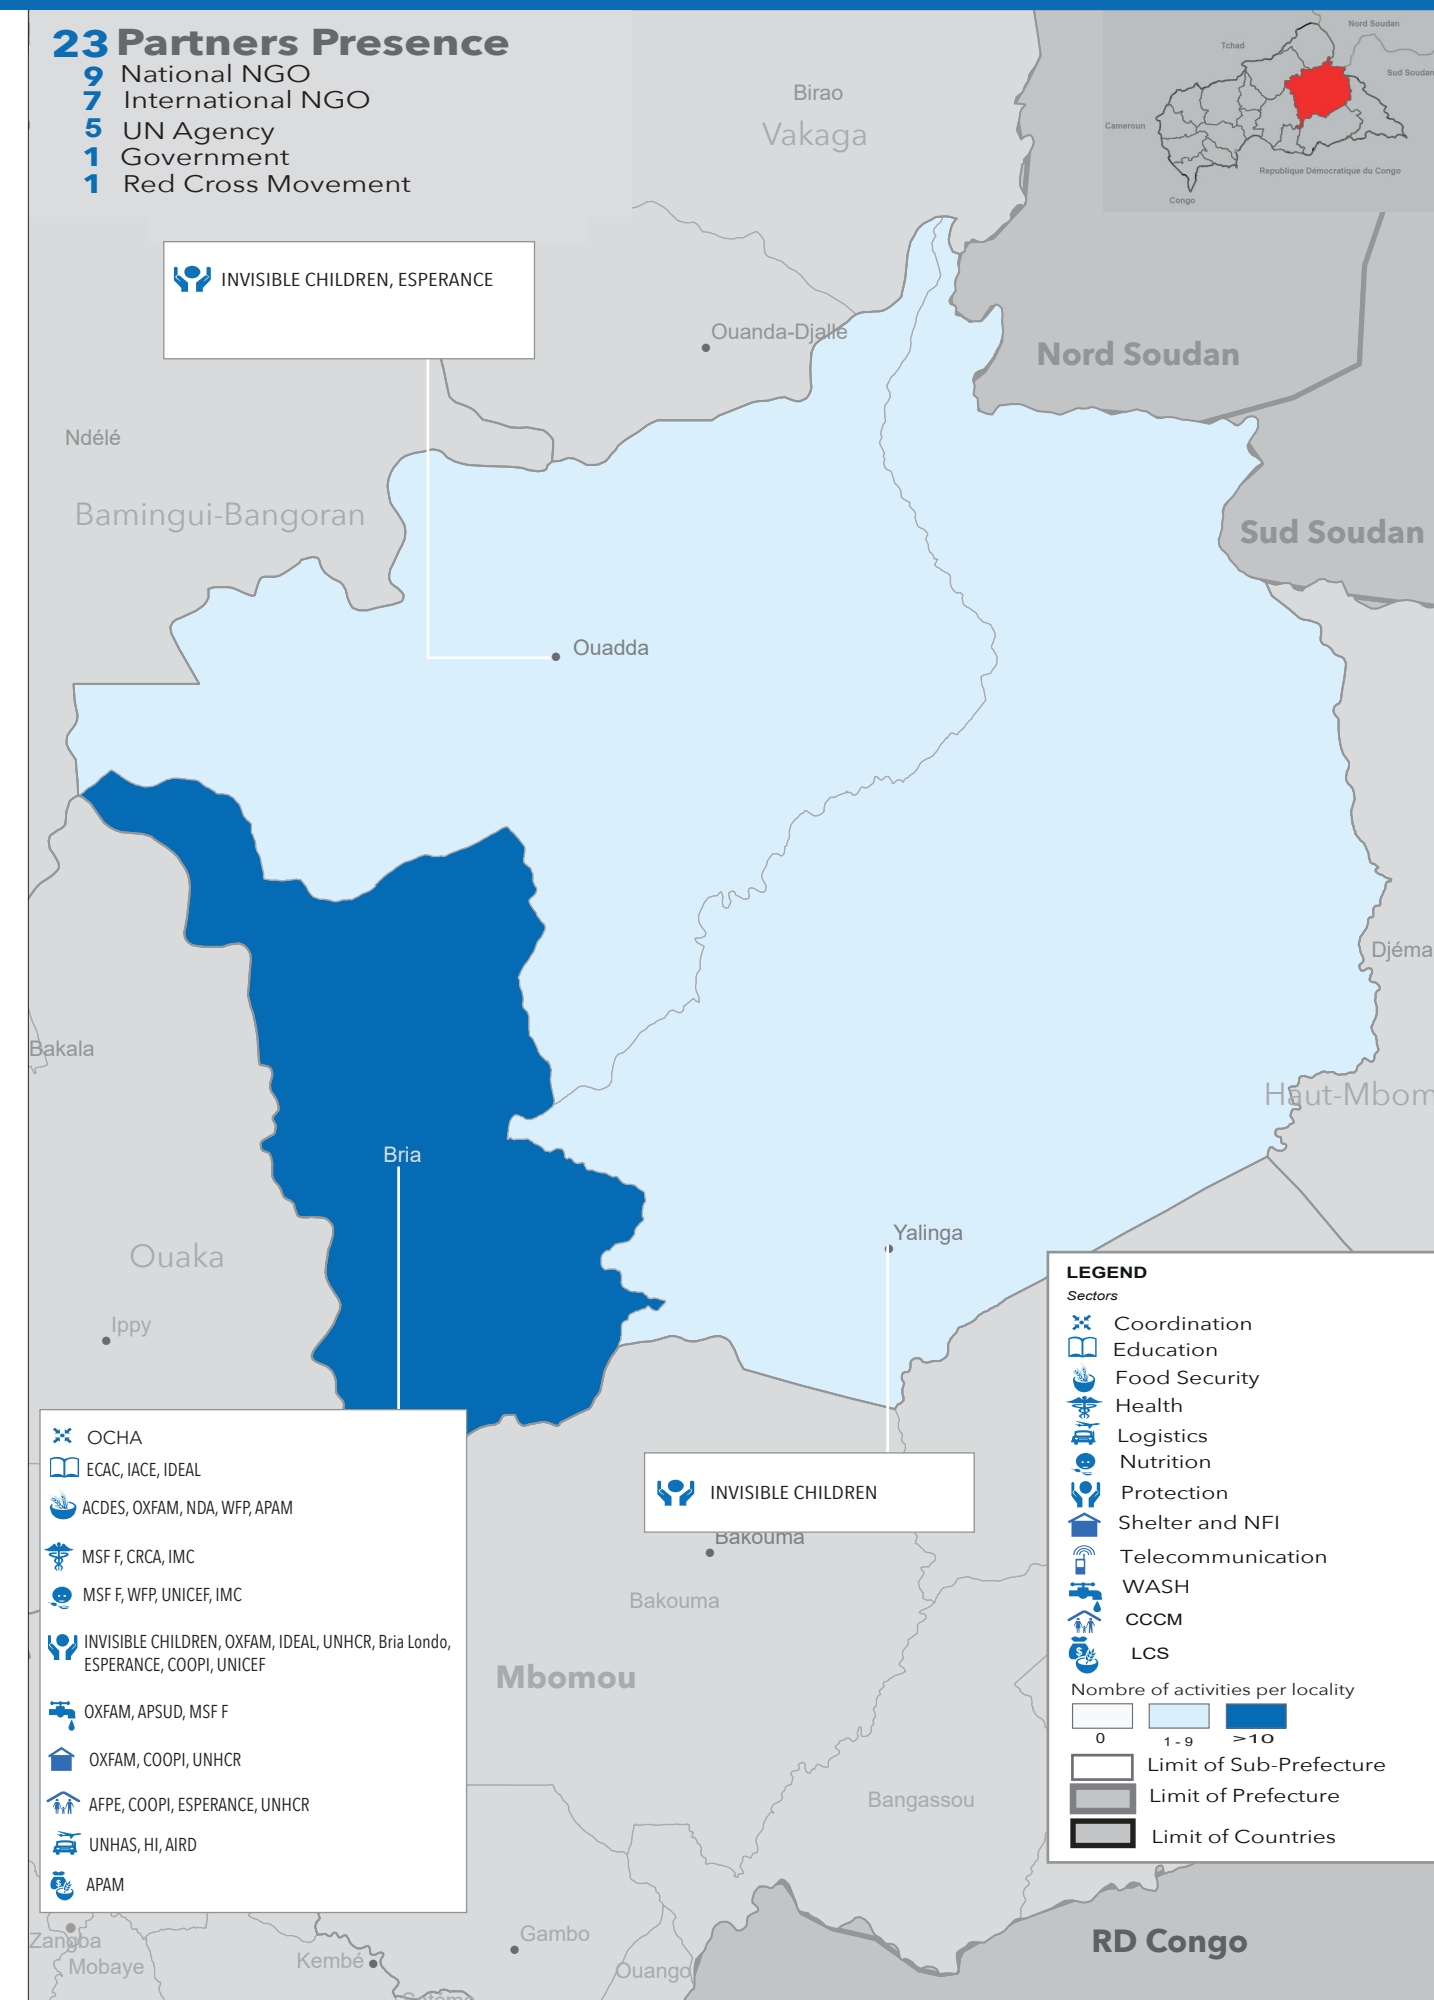 23 Partners Presence
9 National NGO
7 International NGO
5 UN Agency
1 Government
1 Red Cross Movement
Nord Soudan
Tchad
Sud Soudan
Cameroun
Republique Démocratique du Congo
Congo
Birao
Vakaga
INVISIBLE CHILDREN, ESPERANCE
Ouanda-Djallé
Nord Soudan
Ndélé
Bamingui-Bangoran
Sud Soudan
Ouadda
Djéma
Bakala
Haut-Mbom
Bria
Yalinga
Ouaka
Ippy
LEGEND
Sectors
Coordination
Education
Food Security
Health
Logistics
Nutrition
Protection
Shelter and NFI
Telecommunication
WASH
CCCM
LCS
Nombre of activities per locality
0
1 - 9
>10
Limit of Sub-Prefecture
Limit of Prefecture
Limit of Countries
OCHA
ECAC, IACE, IDEAL
ACDES, OXFAM, NDA, WFP, APAM
MSF F, CRCA, IMC
MSF F, WFP, UNICEF, IMC
INVISIBLE CHILDREN, OXFAM, IDEAL, UNHCR, Bria Londo,
ESPERANCE, COOPI, UNICEF
OXFAM, APSUD, MSF F
OXFAM, COOPI, UNHCR
AFPE, COOPI, ESPERANCE, UNHCR
UNHAS, HI, AIRD
APAM
INVISIBLE CHILDREN
Bakouma
Bakouma
Mbomou
Bangassou
RD Congo
Zangba
Mobaye
Kembé
Gambo
Ouango